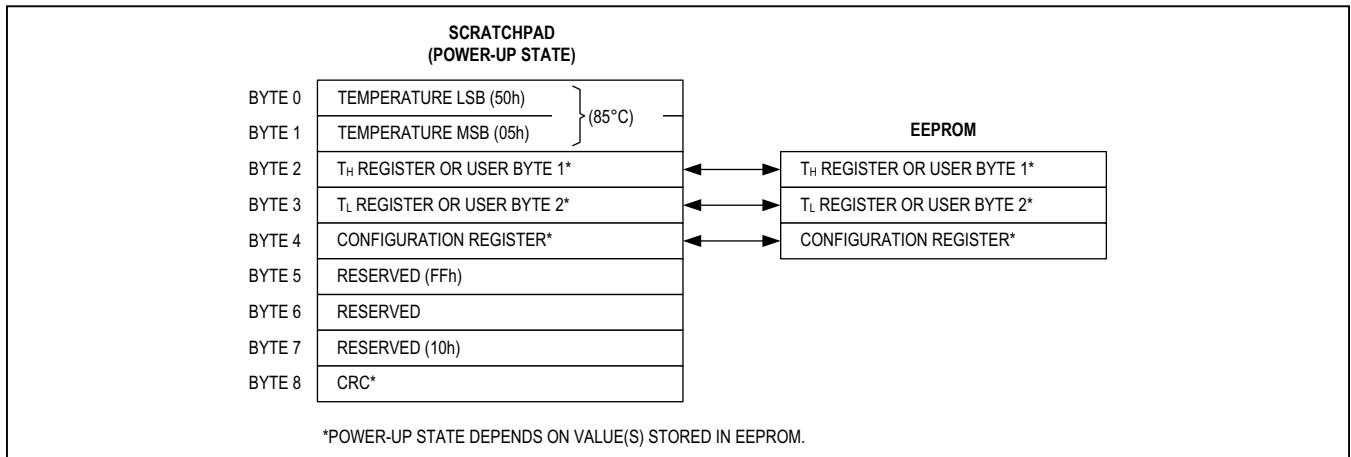 SCRATCHPAD
(POWER-UP STATE)
BYTE 0 TEMPERATURE LSB (50h)
(85°C)
BYTE 1 TEMPERATURE MSB (05h)
EEPROM
BYTE 2 TH REGISTER OR USER BYTE 1* TH REGISTER OR USER BYTE 1*
BYTE 3 TL REGISTER OR USER BYTE 2* TL REGISTER OR USER BYTE 2*
BYTE 4 CONFIGURATION REGISTER* CONFIGURATION REGISTER*
BYTE 5 RESERVED (FFh)
BYTE 6 RESERVED
BYTE 7 RESERVED (10h)
BYTE 8 CRC*
*POWER-UP STATE DEPENDS ON VALUE(S) STORED IN EEPROM.